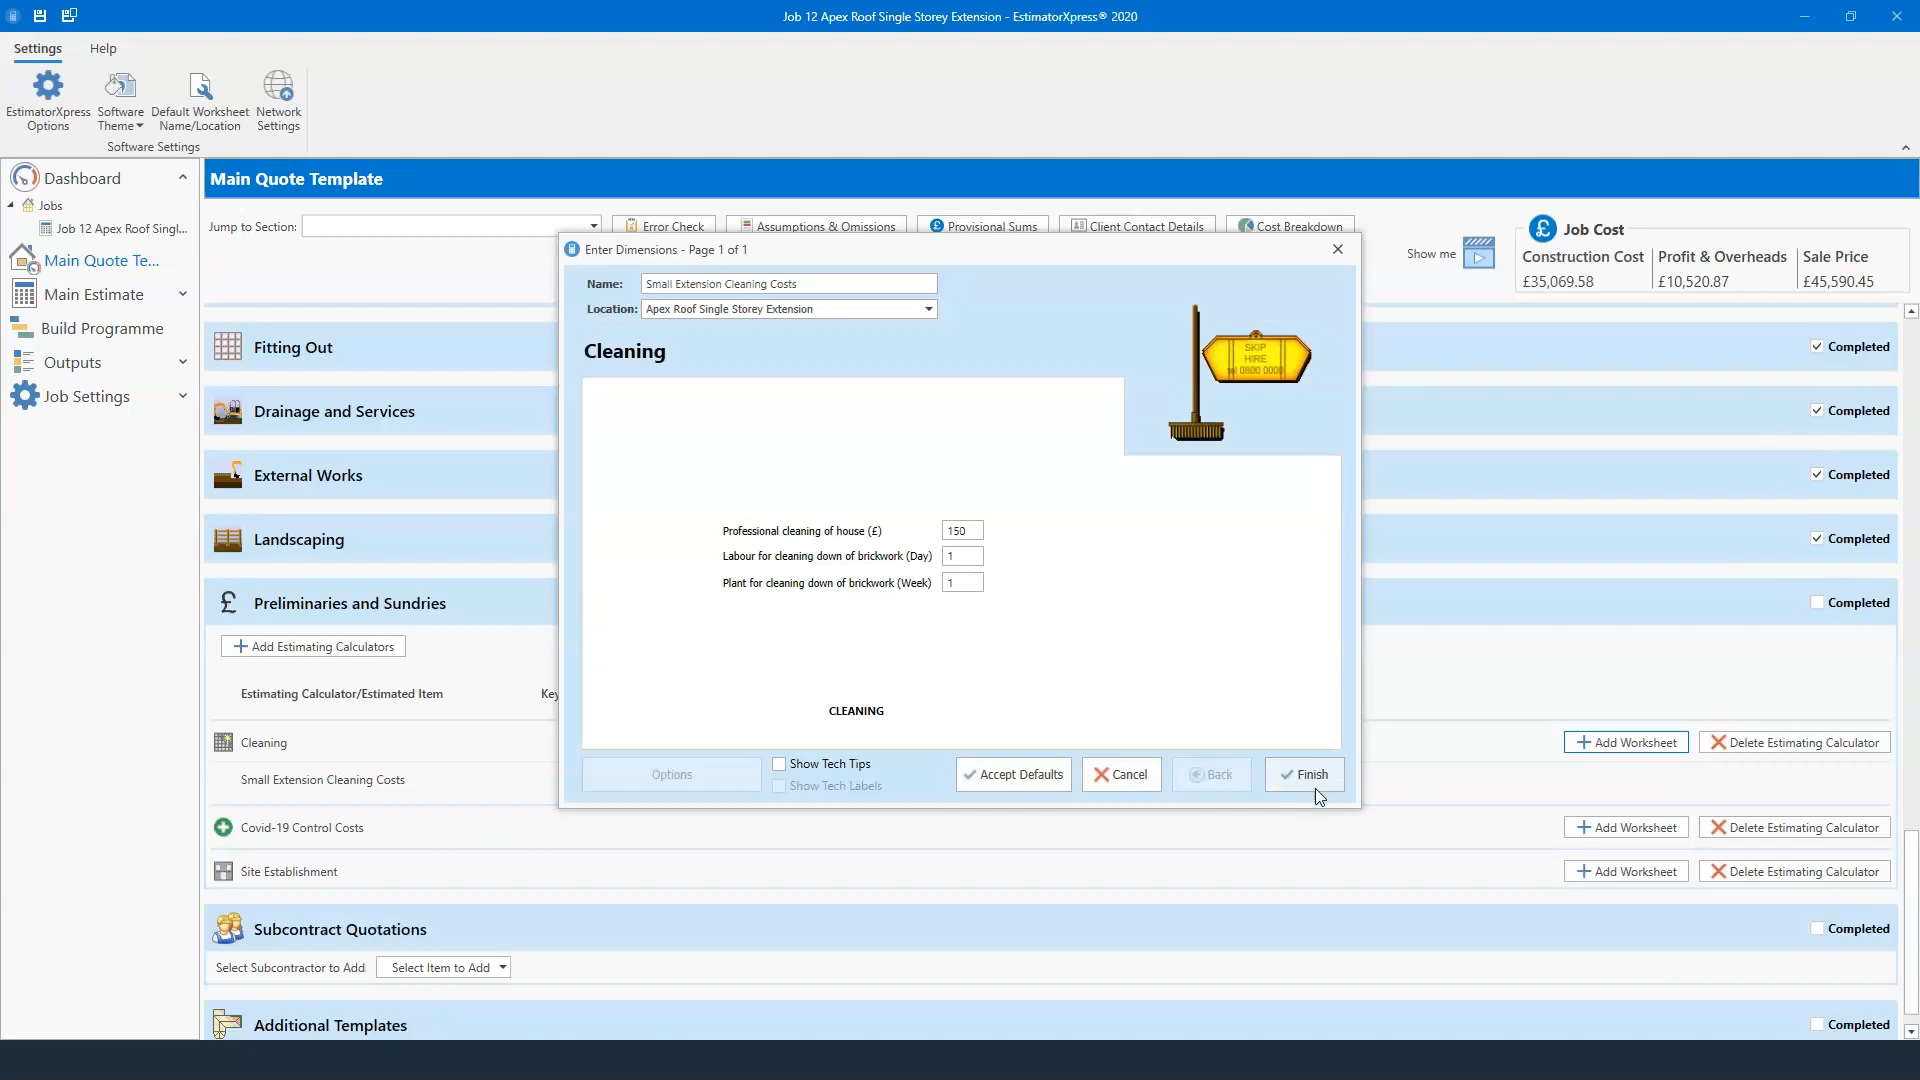 Job 12 Apex Roof Single Storey Extension - EstimatorXpress® 2020
Settings Help
EstimatorXpress Options
Software Theme
Default Worksheet Name/Location
Network Settings
Software Settings
Dashboard
Jobs
Job 12 Apex Roof Singl...
Main Quote Te...
Main Estimate
Build Programme
Outputs
Job Settings
Main Quote Template
Jump to Section:
Error Check
Assumptions & Omissions
Provisional Sums
Client Contact Details
Cost Breakdown
Show me
£ Job Cost
Construction Cost Profit & Overheads Sale Price
£35,069.58 £10,520.87 £45,590.45
Fitting Out Completed
Drainage and Services Completed
External Works Completed
Landscaping Completed
£ Preliminaries and Sundries Completed
Add Estimating Calculators
Estimating Calculator/Estimated Item Key
Cleaning Add Worksheet Delete Estimating Calculator
Small Extension Cleaning Costs
Covid-19 Control Costs Add Worksheet Delete Estimating Calculator
Site Establishment Add Worksheet Delete Estimating Calculator
Subcontract Quotations Completed
Select Subcontractor to Add Select Item to Add
Additional Templates Completed
Enter Dimensions - Page 1 of 1
Name: Small Extension Cleaning Costs
Location: Apex Roof Single Storey Extension
Cleaning
SKIP
HIRE
tel 0800 0000
Professional cleaning of house (£) 150
Labour for cleaning down of brickwork (Day) 1
Plant for cleaning down of brickwork (Week) 1
CLEANING
Options
Show Tech Tips
Show Tech Labels
Accept Defaults
Cancel
Back
Finish